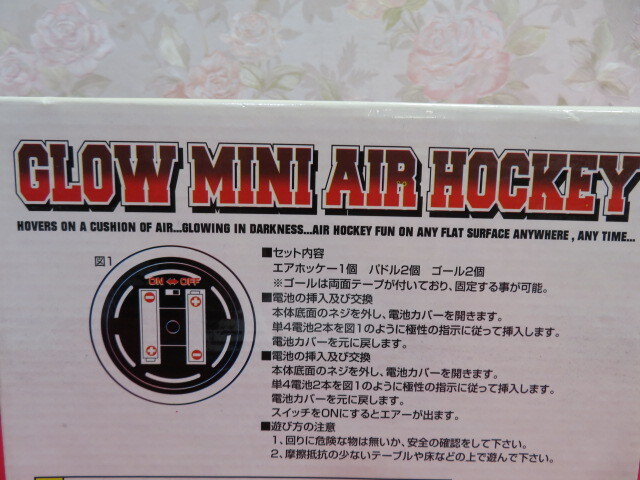 GLOW MINI AIR HOCKEY
HOVERS ON A CUSHION OF AIR...GLOWING IN DARKNESS...AIR HOCKEY FUN ON ANY FLAT SURFACE ANYWHERE , ANY TIME...
図1
ON ⇔ OFF
■セット内容
エアホッケー1個 パドル2個 ゴール2個
※ゴールは両面テープが付いており、固定する事が可能。
■電池の挿入及び交換
本体底面のネジを外し、電池カバーを開きます。
単4電池2本を図1のように極性の指示に従って挿入します。
電池カバーを元に戻します。
■電池の挿入及び交換
本体底面のネジを外し、電池カバーを開きます。
単4電池2本を図1のように極性の指示に従って挿入します。
電池カバーを元に戻します。
スイッチをONにするとエアーが出ます。
■遊び方の注意
1、回りに危険な物は無いか、安全の確認をして下さい。
2、摩擦抵抗の少ないテーブルや床などの上で遊んで下さい。